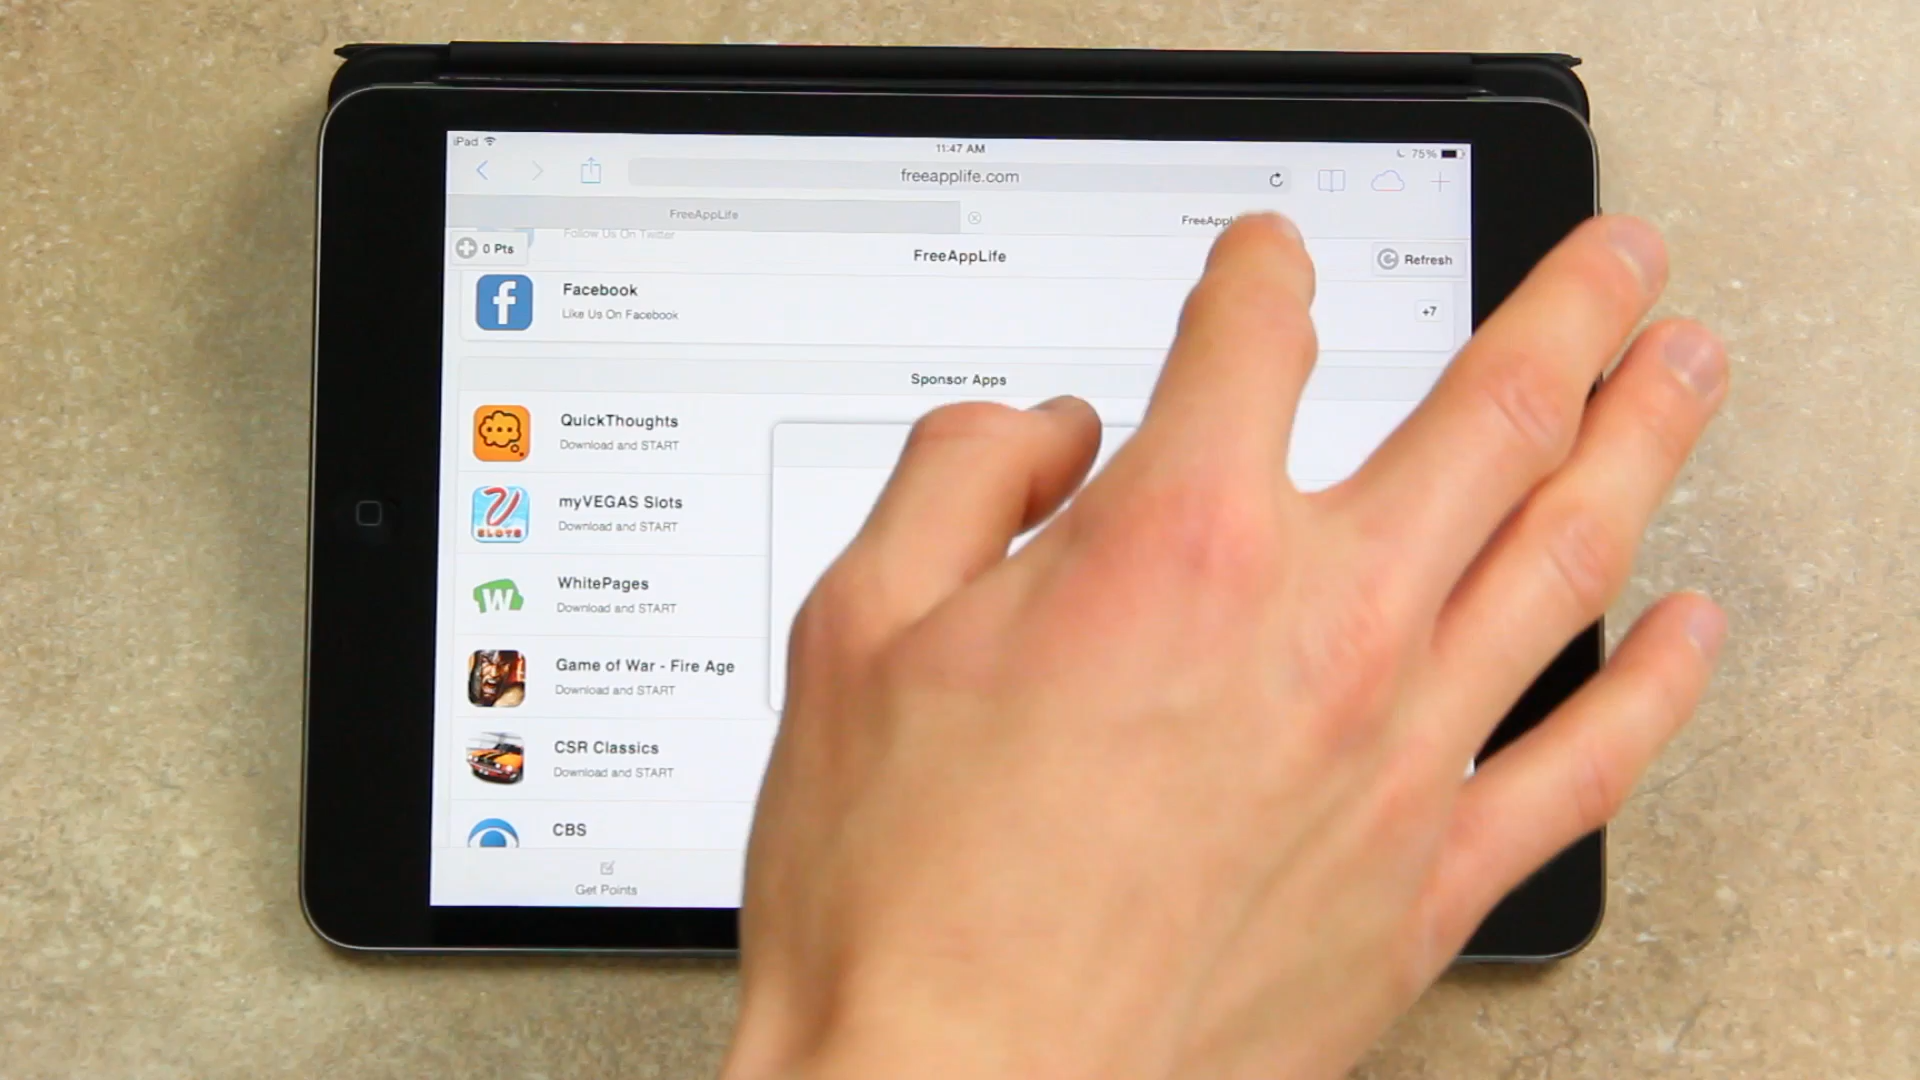 iPad
11:47 AM
75%
freeapplife.com
FreeAppLife
FreeAppL
Follow Us On Twitter
0 Pts
FreeAppLife
Refresh
Facebook
Like Us On Facebook
+7
Sponsor Apps
QuickThoughts
Download and START
myVEGAS Slots
Download and START
SLOTS
WhitePages
Download and START
W
Game of War - Fire Age
Download and START
CSR Classics
Download and START
CBS
Get Points